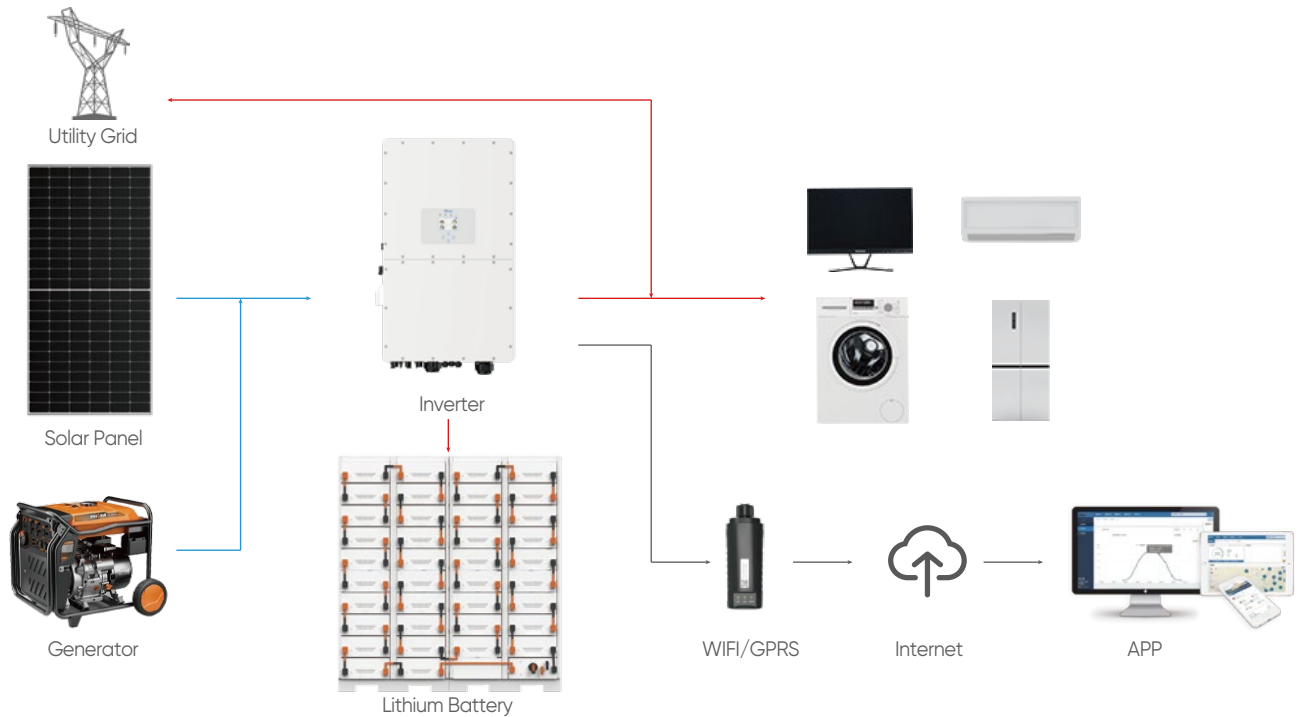 Utility Grid
Solar Panel
Generator
Inverter
Lithium Battery
WIFI/GPRS
Internet
APP